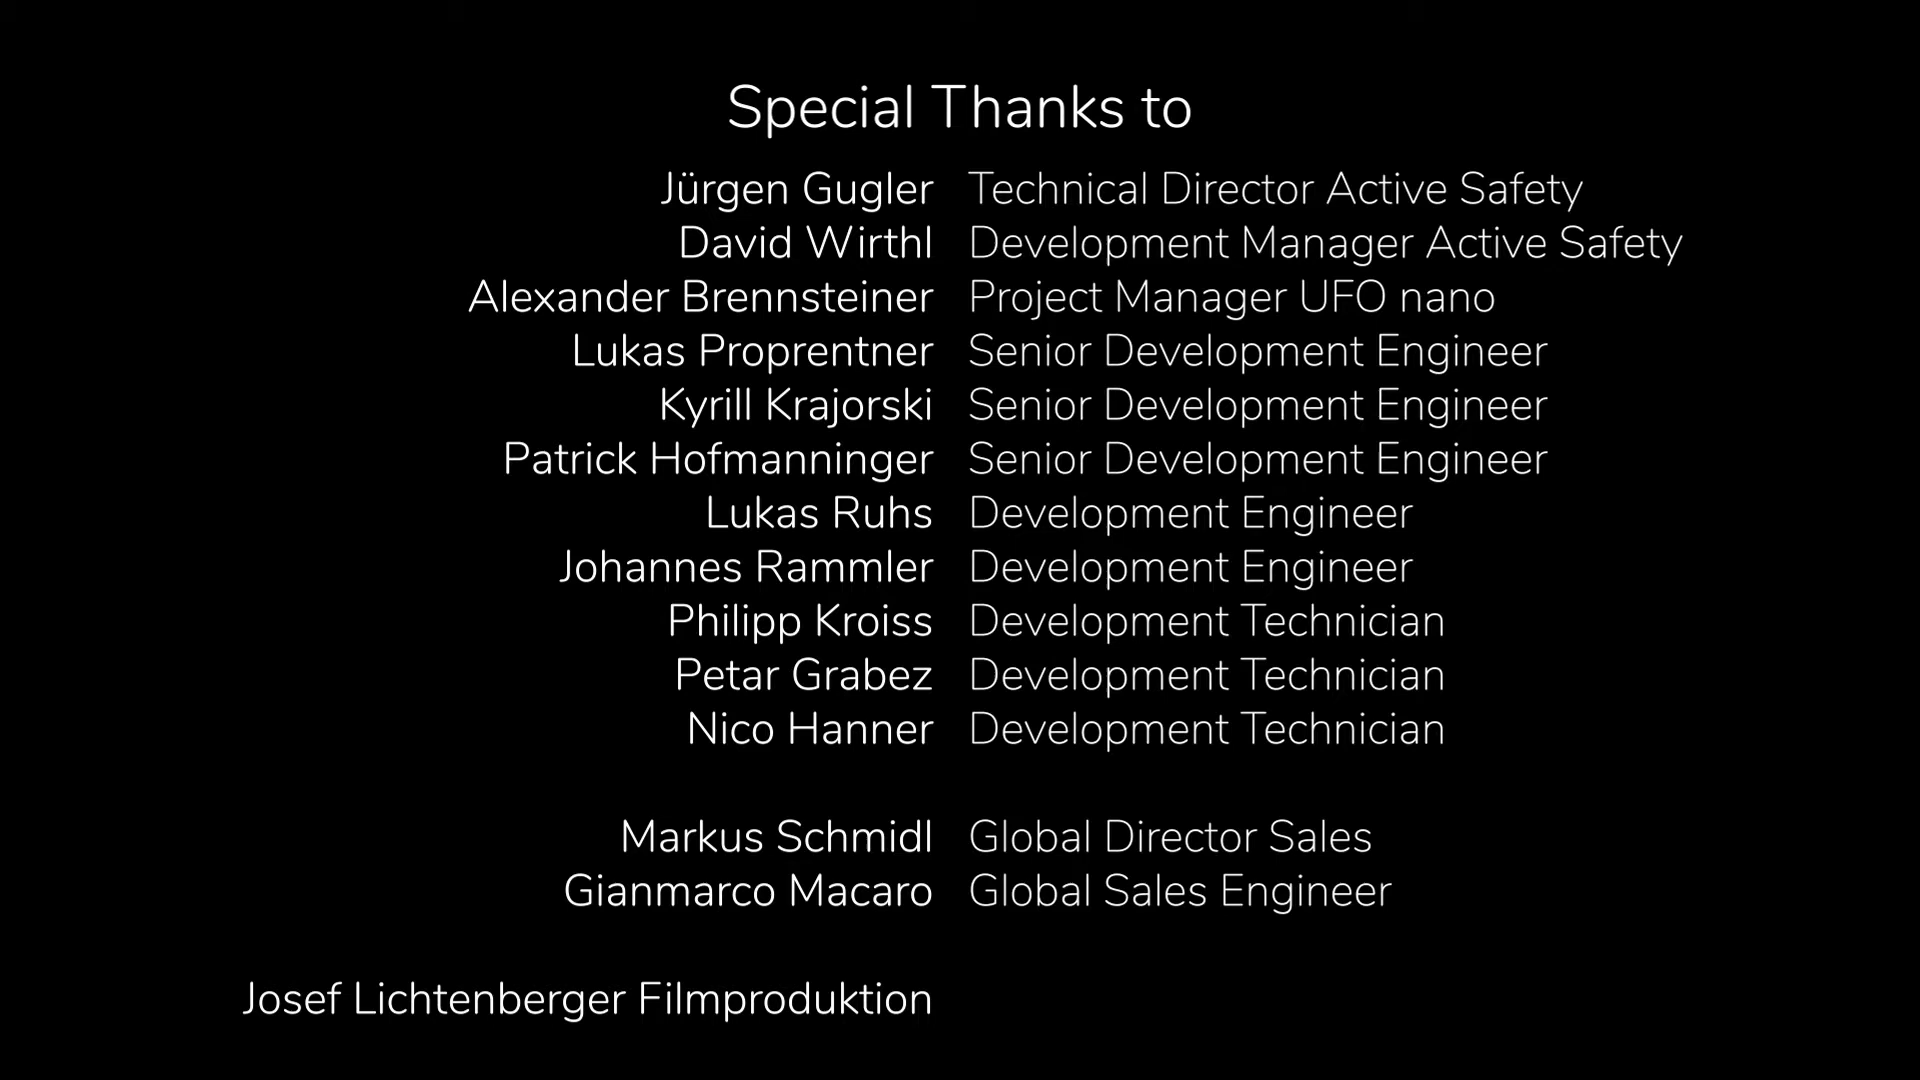 Special Thanks to
Jürgen Gugler Technical Director Active Safety
David Wirthl Development Manager Active Safety
Alexander Brennsteiner Project Manager UFO nano
Lukas Proprentner Senior Development Engineer
Kyrill Krajorski Senior Development Engineer
Patrick Hofmanninger Senior Development Engineer
Lukas Ruhs Development Engineer
Johannes Rammler Development Engineer
Philipp Kroiss Development Technician
Petar Grabez Development Technician
Nico Hanner Development Technician
Markus Schmidl Global Director Sales
Gianmarco Macaro Global Sales Engineer
Josef Lichtenberger Filmproduktion